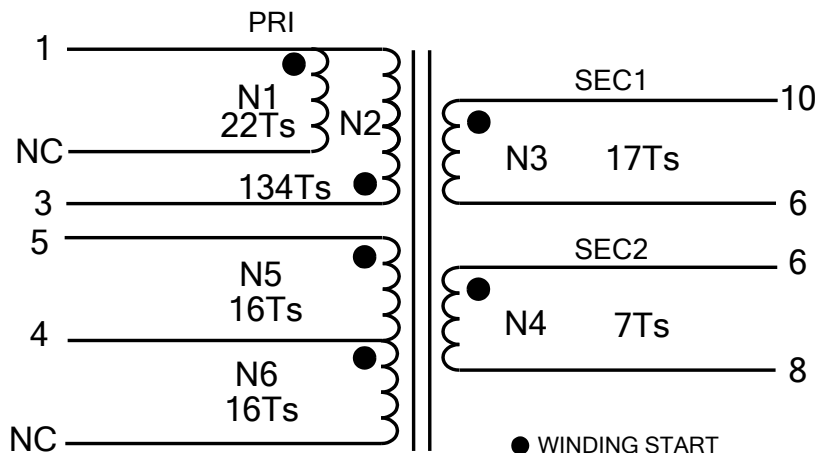 PRI
1
N1
22Ts
N2
NC
134Ts
3
5
N5
16Ts
4
N6
16Ts
NC
SEC1
10
N3 17Ts
6
SEC2
6
N4 7Ts
8
WINDING START